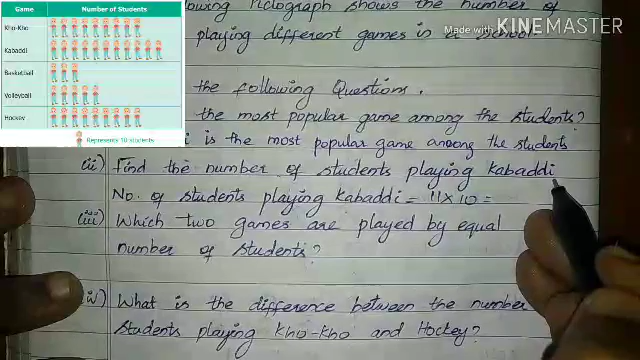 Game Number of Students
Kho-Kho
Kabaddi
Basketball
Volleyball
Hockey
Represents 10 students
Made with KINEMASTER
owing Pictograph shows the number of
playing different games in a school.
the following Questions.
the most popular game among the students?
i is the most popular game among the students
(ii) Find the number of students playing kabaddi
No. of students playing kabaddi = 11 x 10 =
(iii) Which two games are played by equal
number of students?
What is the difference between the number
students playing kho-kho and Hockey?